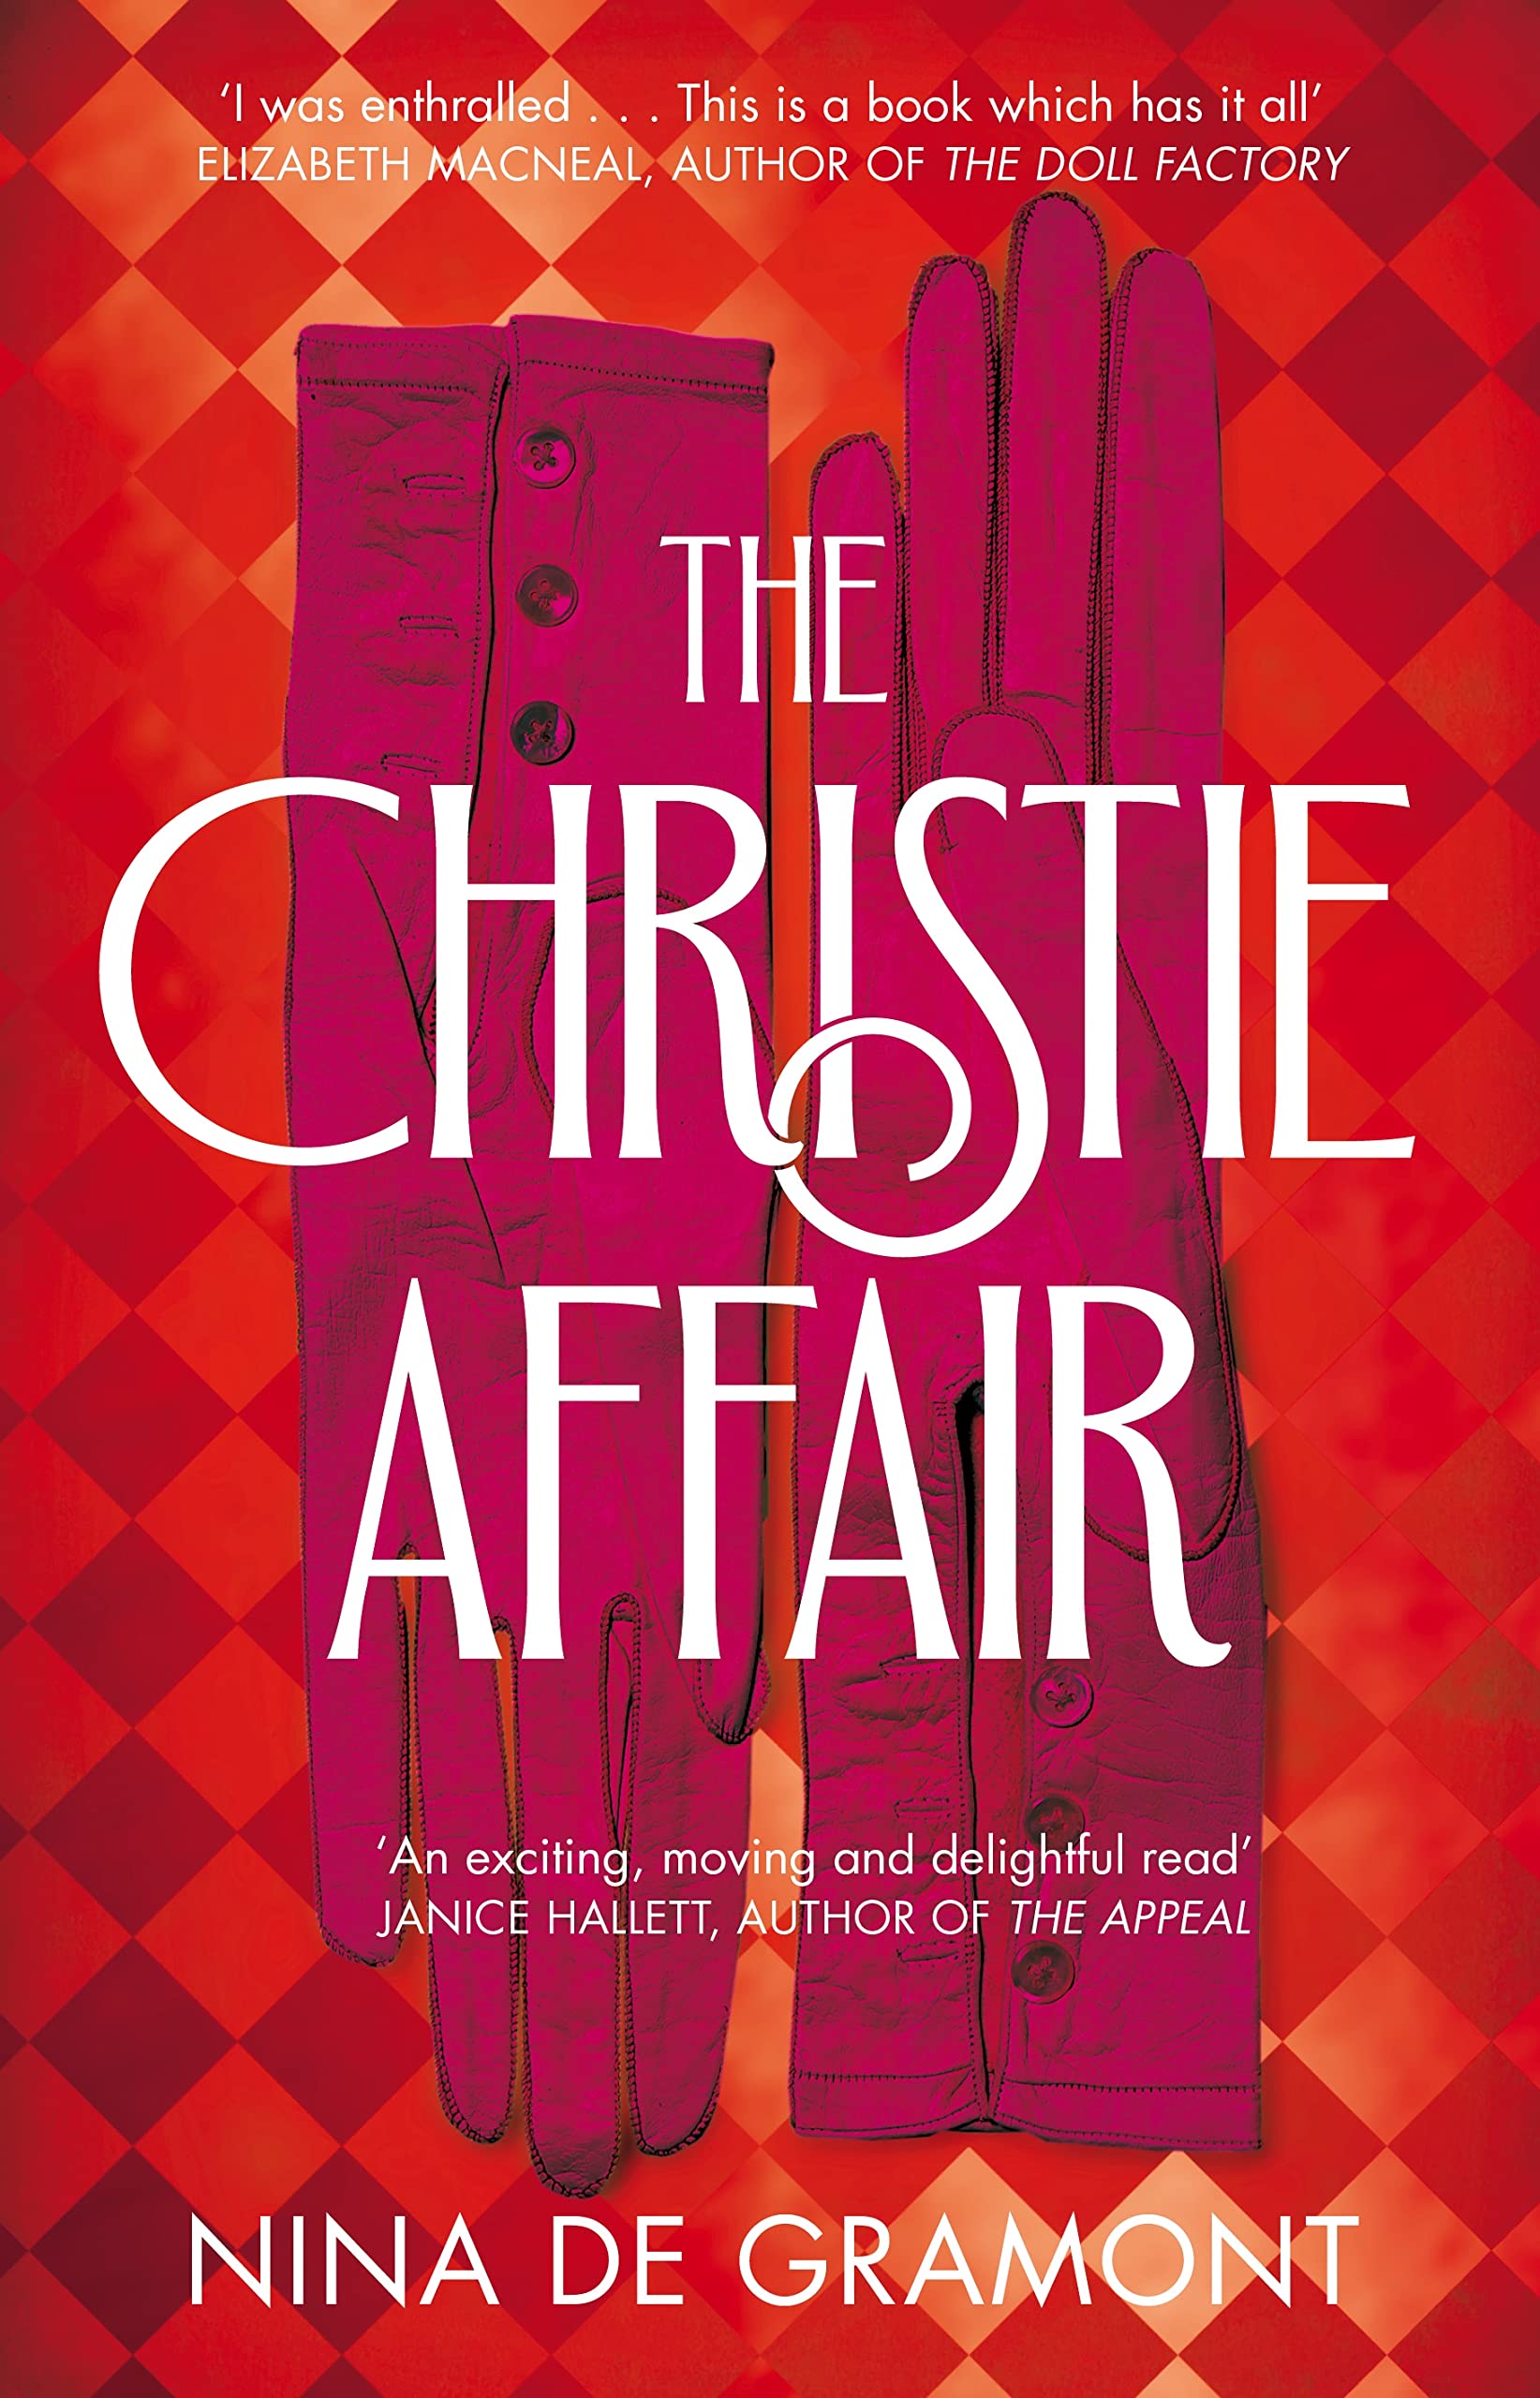 ‘I was enthralled . . . This is a book which has it all’
ELIZABETH MACNEAL, AUTHOR OF THE DOLL FACTORY
THE
CHRISTIE
AFFAIR
‘An exciting, moving and delightful read’
JANICE HALLETT, AUTHOR OF THE APPEAL
NINA DE GRAMONT